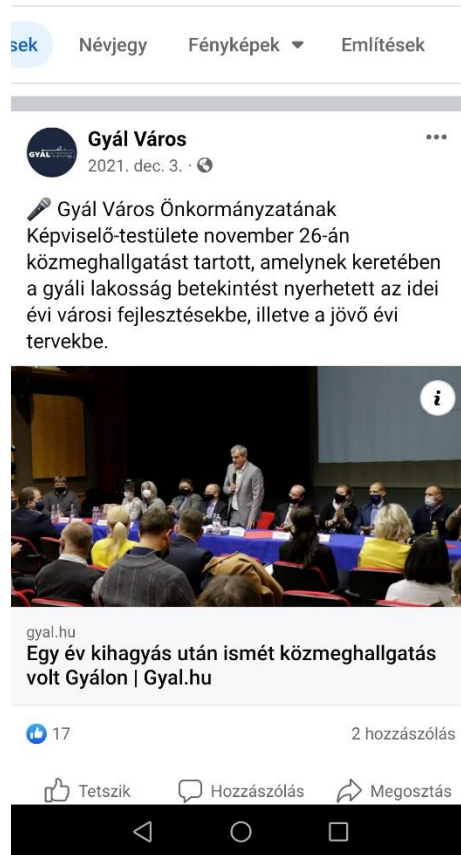 sek Névjegy Fényképek Említések
GYÁL
Gyál Város
2021. dec. 3. ·
Gyál Város Önkormányzatának
Képviselő-testülete november 26-án
közmeghallgatást tartott, amelynek keretében
a gyáli lakosság betekintést nyerhetett az idei
évi városi fejlesztésekbe, illetve a jövő évi
tervekbe.
i
gyal.hu
Egy év kihagyás után ismét közmeghallgatás
volt Gyálon | Gyal.hu
17 2 hozzászólás
Tetszik Hozzászólás Megosztás